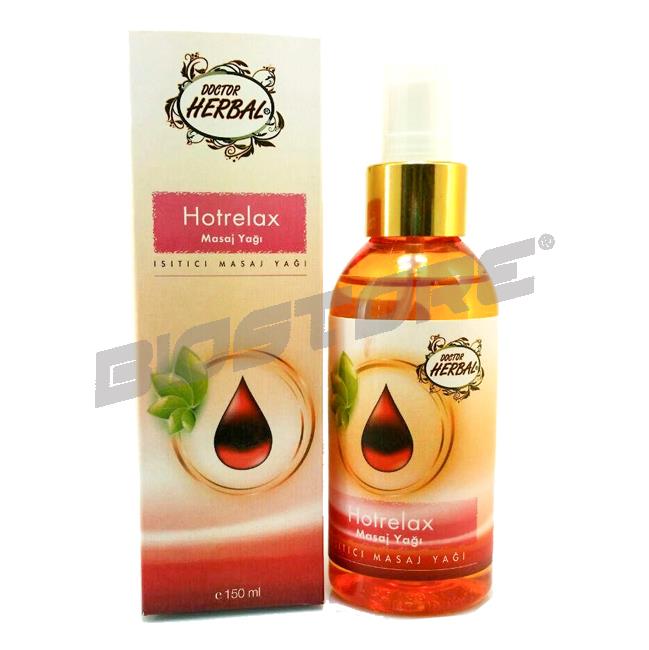 DOCTOR
HERBAL®
Hotrelax
Masaj Yağı
ISITICI MASAJ YAĞI
e 150 ml
DOCTOR
HERBAL
Hotrelax
Masaj Yağı
ISITICI MASAJ YAĞI
BIOSTORE®